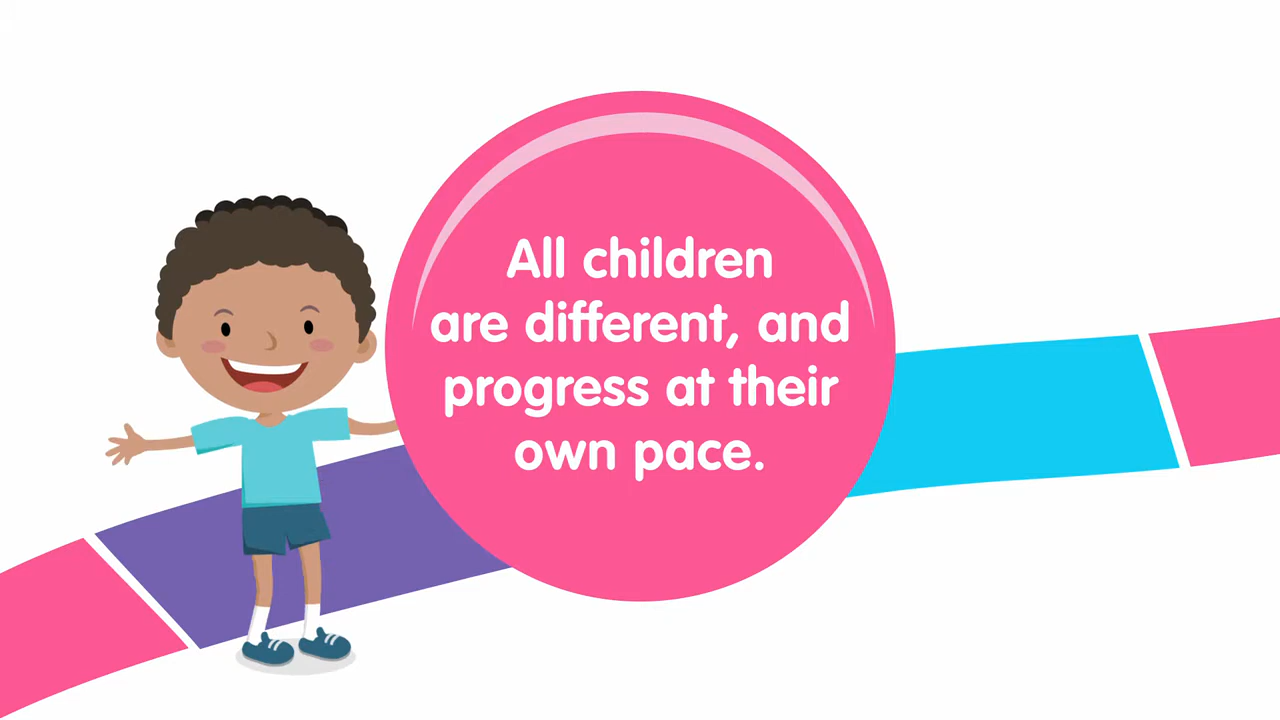 All children
are different, and
progress at their
own pace.